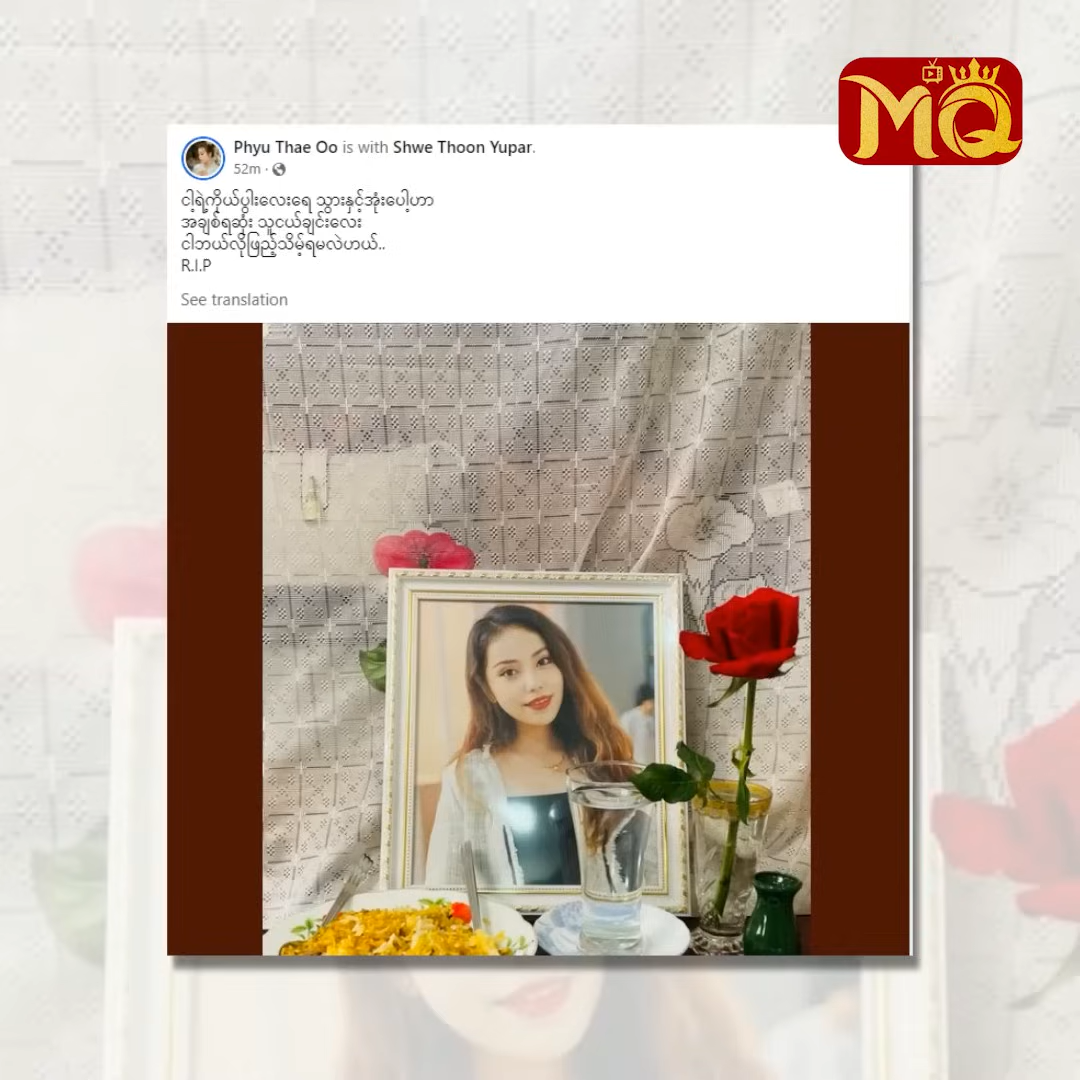 MQ
Phyu Thae Oo is with Shwe Thoon Yupar.
52m ·
ငါ့ရဲ့ကိုယ်ပွါးလေးရေ သွားနှင့်အုံးပေါ့ဟာ
အချစ်ရဆုံး သူငယ်ချင်းလေး
ငါဘယ်လိုဖြည့်သိမ့်ရမလဲဟယ်..
R.I.P
See translation